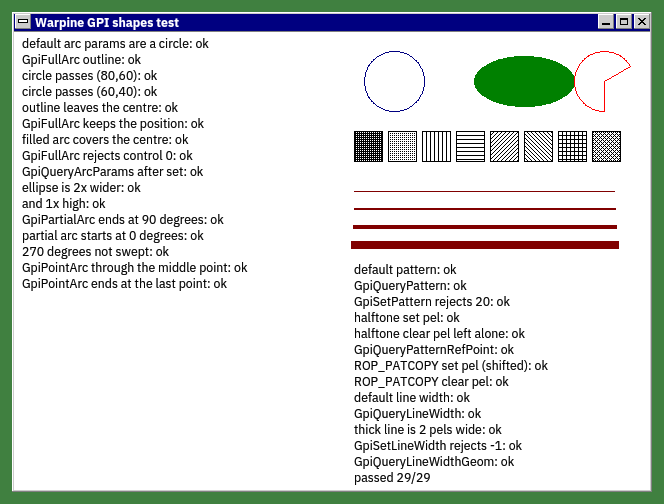 Warpine GPI shapes test
default arc params are a circle: ok
GpiFullArc outline: ok
circle passes (80,60): ok
circle passes (60,40): ok
outline leaves the centre: ok
GpiFullArc keeps the position: ok
filled arc covers the centre: ok
GpiFullArc rejects control 0: ok
GpiQueryArcParams after set: ok
ellipse is 2x wider: ok
and 1x high: ok
GpiPartialArc ends at 90 degrees: ok
partial arc starts at 0 degrees: ok
270 degrees not swept: ok
GpiPointArc through the middle point: ok
GpiPointArc ends at the last point: ok
default pattern: ok
GpiQueryPattern: ok
GpiSetPattern rejects 20: ok
halftone set pel: ok
halftone clear pel left alone: ok
GpiQueryPatternRefPoint: ok
ROP_PATCOPY set pel (shifted): ok
ROP_PATCOPY clear pel: ok
default line width: ok
GpiQueryLineWidth: ok
thick line is 2 pels wide: ok
GpiSetLineWidth rejects -1: ok
GpiQueryLineWidthGeom: ok
passed 29/29